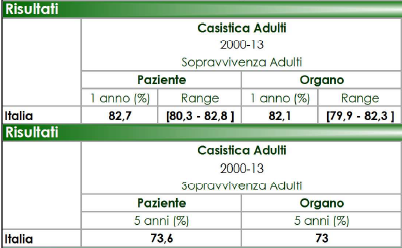 Risultati
Casistica Adulti
2000-13
Sopravvivenza Adulti
Paziente Organo
1 anno (%) Range 1 anno (%) Range
Italia 82,7 [80,3 - 82,8 ] 82,1 [79,9 - 82,3 ]
Risultati
Casistica Adulti
2000-13
Sopravvivenza Adulti
Paziente Organo
5 anni (%) 5 anni (%)
Italia 73,6 73